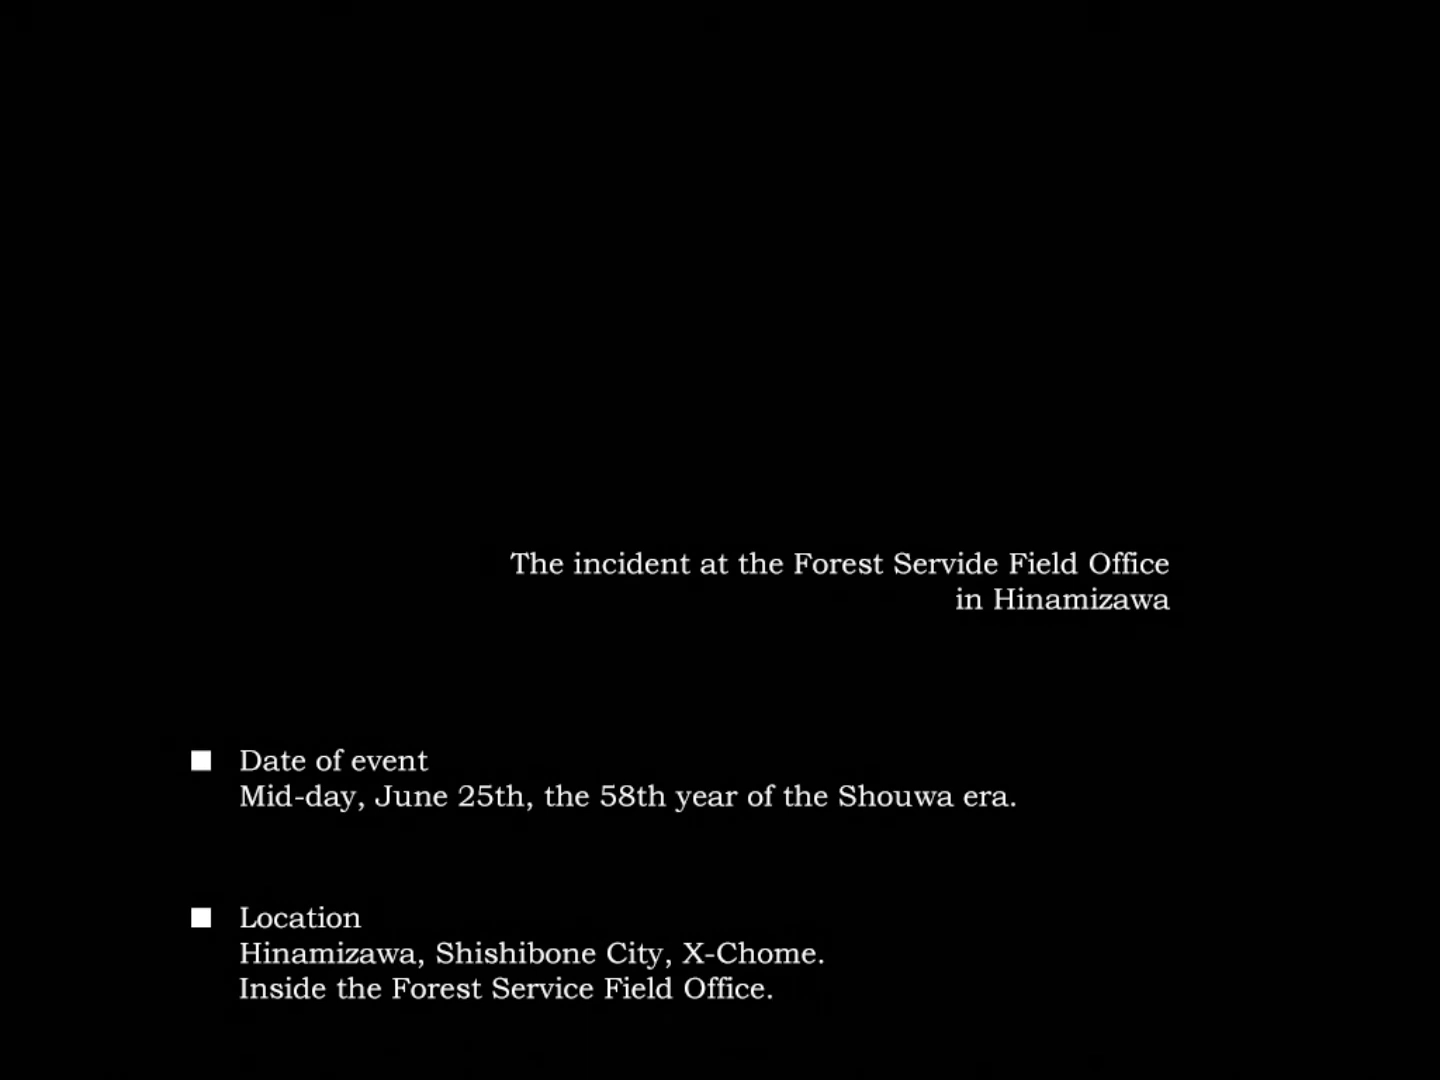 The incident at the Forest Servide Field Office
in Hinamizawa
■ Date of event
Mid-day, June 25th, the 58th year of the Shouwa era.
■ Location
Hinamizawa, Shishibone City, X-Chome.
Inside the Forest Service Field Office.